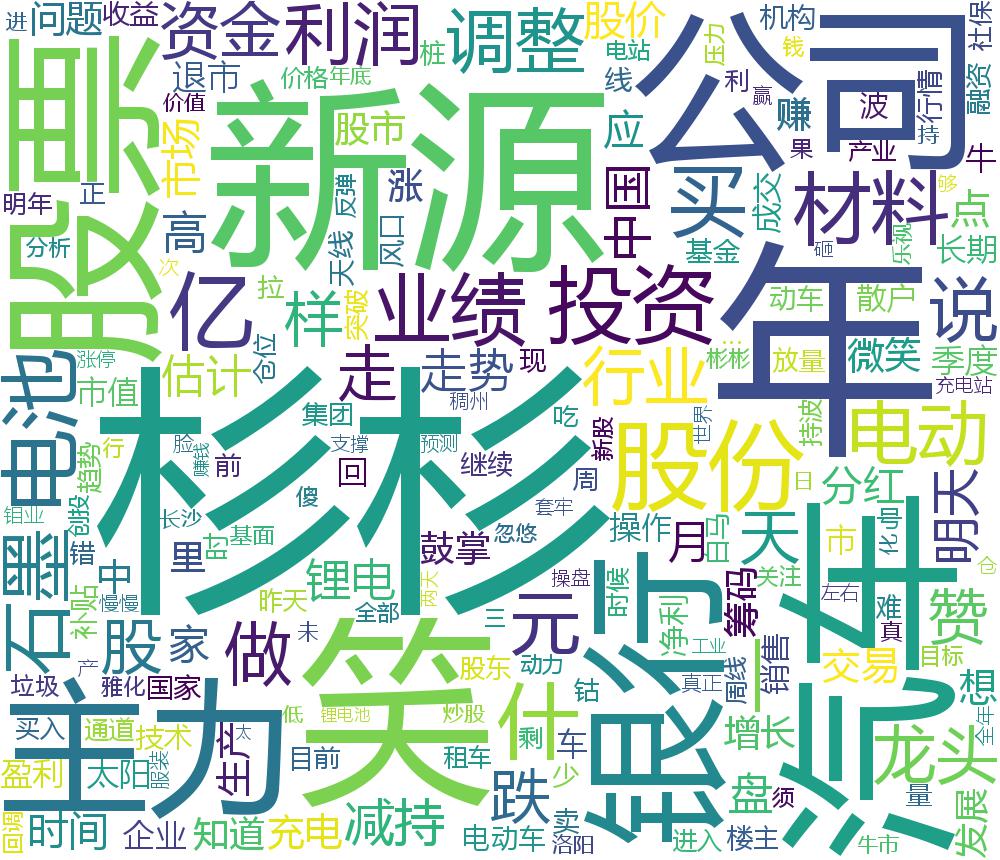 进
问题
收益
资金
利润
调整
股价
电站
压力
机构
钱
社保
股票
退市
价格
年底
桩
线
利
赢
公司
融资
价值
新源
股市
应
赚
波
行情
持
市场
涨
反弹
果
产业
牛
明年
正
高
风口
中国
买
成交
材料
够
点
分析
天线
基金
砸
乐视
长期
次
亿
拉
样
突破
业绩
投资
年
动车
散户
说
涨停
估计
仓位
走
走势
现
行业
彬彬
…
放量
微笑
季度
市值
电池
稠州
充电站
杉杉
集团
吃
新股
世界
持波
电动
股份
行
脸
赚钱
前
支撑
预测
趋势
回
继续
周
套牢
日
分红
钼业
创投
长沙
傻
白马
明天
化号
石墨
错
估
基面
忽悠
操作
月
天
市
里
鼓掌
中
锂电
时候
关注
仓
补贴
慢慢
昨天
两天
操盘
筹码
左右
难
赞
全部
三
元
银行
净利
真
股
家
做
未
工业
交易
目标
产
笑
股东
动力
周线
销售
真正
垃圾
雅化
国家
钴
想
主力
什
买入
通道
技术
低
锂电池
炒股
增长
龙头
全年
生产
太
剩
盈利
太阳
服装
目前
租车
车
少
跌
盘
须
量
发展
回调
时间
企业
知道
充电
减持
电动车
卖
洛阳
进入
楼主
牛市